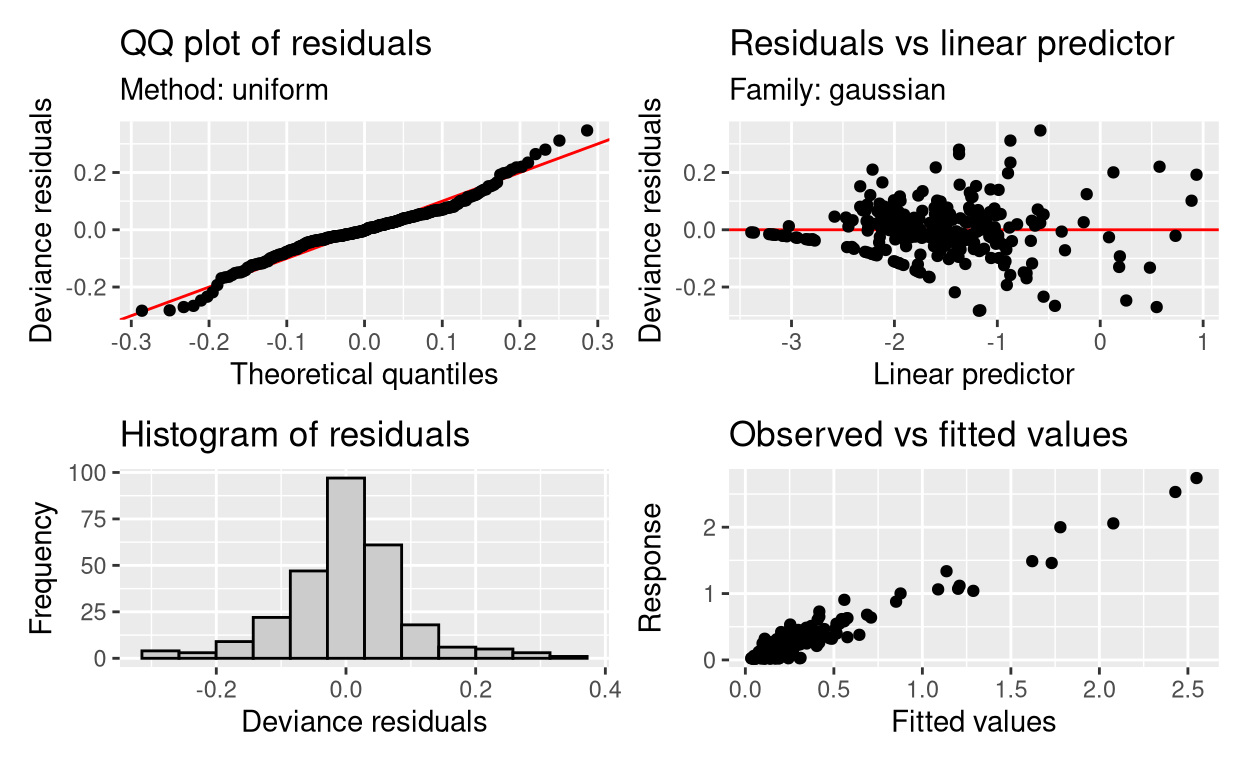 QQ plot of residuals
Method: uniform
Deviance residuals
0.2
0.0
-0.2
-0.3
-0.2
-0.1
0.0
0.1
0.2
0.3
Theoretical quantiles
Residuals vs linear predictor
Family: gaussian
Deviance residuals
0.2
0.0
-0.2
-3
-2
-1
0
1
Linear predictor
Histogram of residuals
Frequency
100
75
50
25
0
-0.2
0.0
0.2
0.4
Deviance residuals
Observed vs fitted values
Response
2
1
0
0.0
0.5
1.0
1.5
2.0
2.5
Fitted values